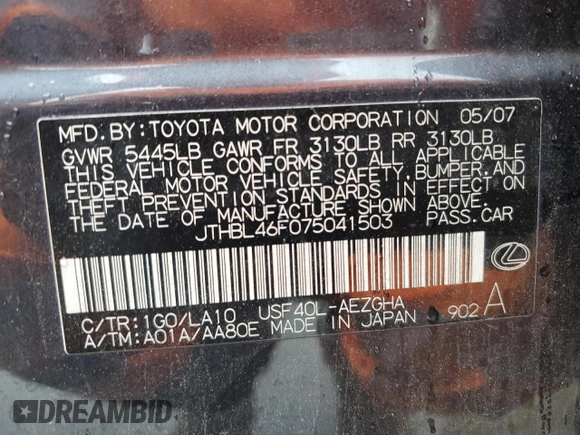 MFD.BY:TOYOTA MOTOR CORPORATION 05/07
GVWR 5445LB GAWR FR 3130LB RR 3130LB
THIS VEHICLE CONFORMS TO ALL APPLICABLE
FEDERAL MOTOR VEHICLE SAFETY,BUMPER,AND
THEFT PREVENTION STANDARDS IN EFFECT ON
THE DATE OF MANUFACTURE SHOWN ABOVE.
JTHBL46F075041503 PASS.CAR
C/TR:1G0/LA10 USF40L-AEZGHA
A/TM:A01A/AA80E MADE IN JAPAN 902 A
DREAMBID